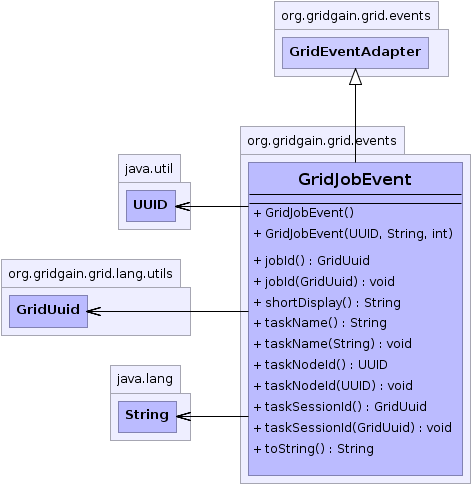 org.gridgain.grid.events
GridEventAdapter
org.gridgain.grid.events
GridJobEvent
+ GridJobEvent()
+ GridJobEvent(UUID, String, int)
+ jobId() : GridUuid
+ jobId(GridUuid) : void
+ shortDisplay() : String
+ taskName() : String
+ taskName(String) : void
+ taskNodeId() : UUID
+ taskNodeId(UUID) : void
+ taskSessionId() : GridUuid
+ taskSessionId(GridUuid) : void
+ toString() : String
java.util
UUID
org.gridgain.grid.lang.utils
GridUuid
java.lang
String